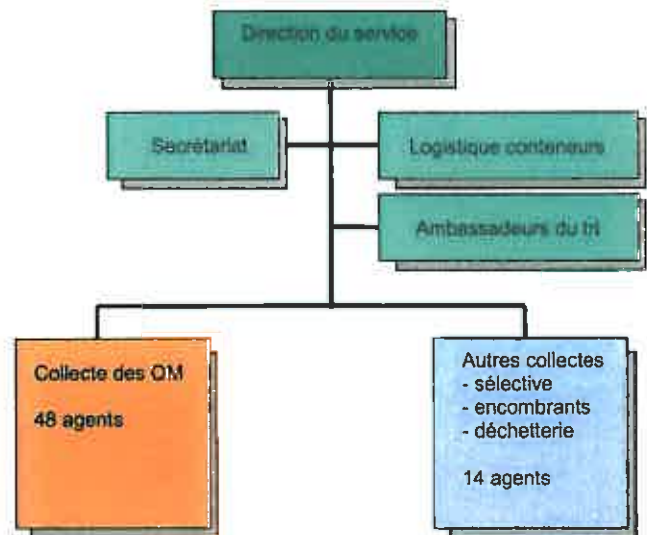 Direction du service
Secrétariat
Logistique conteneurs
Ambassadeurs du tri
Collecte des OM
48 agents
Autres collectes
- sélective
- encombrants
- déchetterie
14 agents